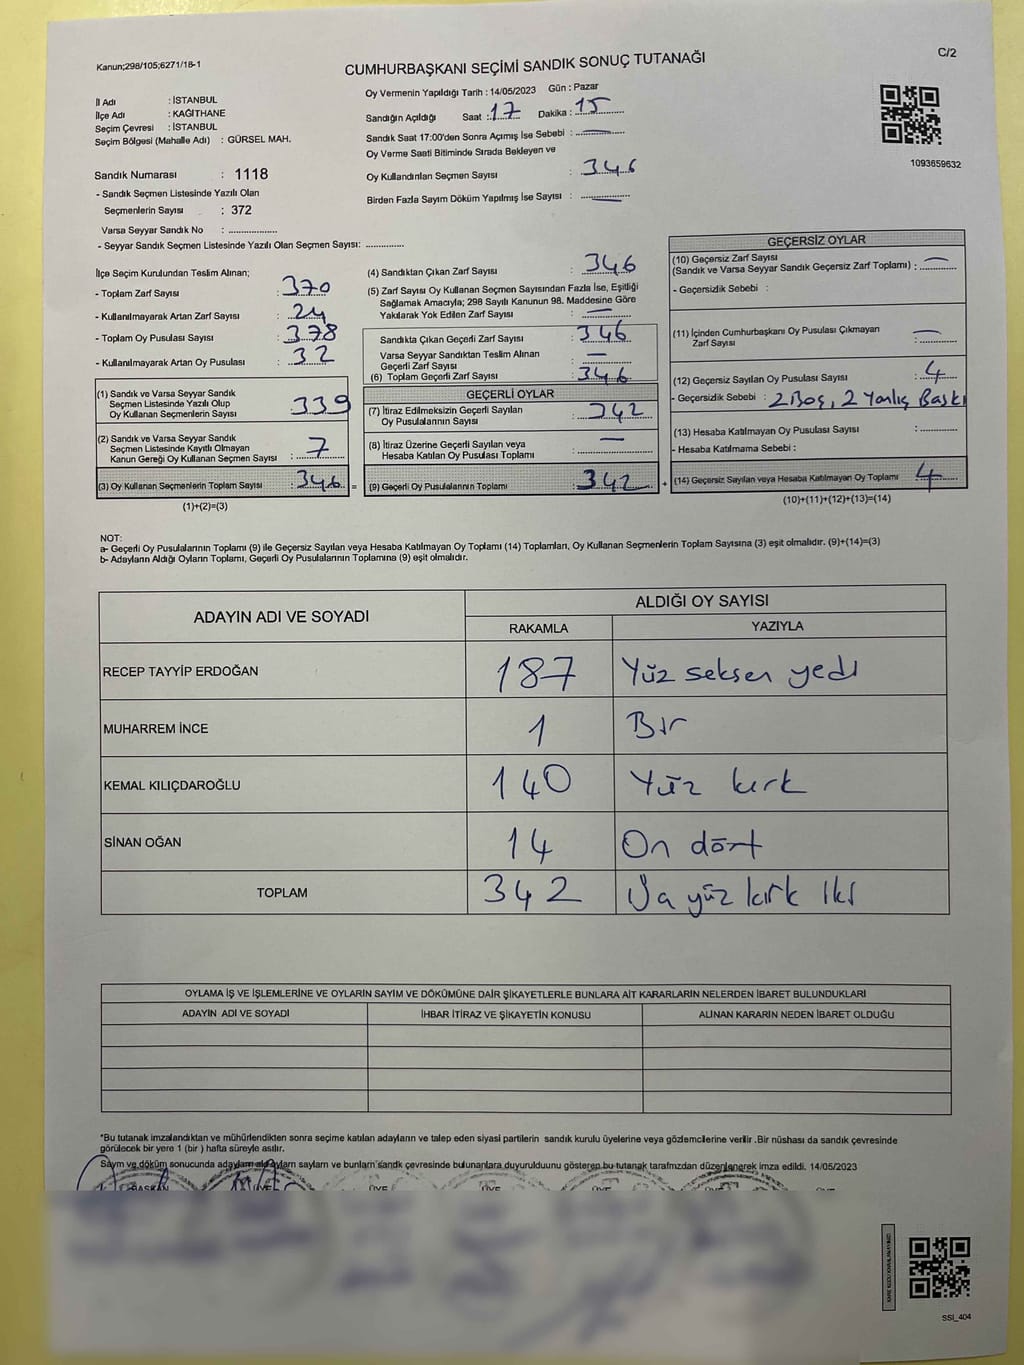 Kanun;298/105;6271/18-1
C/2
CUMHURBAŞKANI SEÇİMİ SANDIK SONUÇ TUTANAĞI
İl Adı : İSTANBUL
İlçe Adı : KAĞITHANE
Seçim Çevresi : İSTANBUL
Seçim Bölgesi (Mahalle Adı) : GÜRSEL MAH.
Oy Vermenin Yapıldığı Tarih : 14/05/2023 Gün : Pazar
Sandığın Açıldığı Saat : 17 Dakika : 15
Sandık Saat 17:00'den Sonra Açımış İse Sebebi : —
Oy Verme Saati Bitiminde Sırada Bekleyen ve
Oy Kullandırılan Seçmen Sayısı : 346
Birden Fazla Sayım Döküm Yapılmış İse Sayısı : —
1093659632
Sandık Numarası : 1118
- Sandık Seçmen Listesinde Yazılı Olan
Seçmenlerin Sayısı : 372
Varsa Seyyar Sandık No : ....................
- Seyyar Sandık Seçmen Listesinde Yazılı Olan Seçmen Sayısı: ...............
İlçe Seçim Kurulundan Teslim Alınan;
- Toplam Zarf Sayısı : 370
- Kullanılmayarak Artan Zarf Sayısı : 24
- Toplam Oy Pusulası Sayısı : 378
- Kullanılmayarak Artan Oy Pusulası : 32
(1) Sandık ve Varsa Seyyar Sandık
Seçmen Listesinde Yazılı Olup
Oy Kullanan Seçmenlerin Sayısı : 339
(2) Sandık ve Varsa Seyyar Sandık
Seçmen Listesinde Kayıtlı Olmayan
Kanun Gereği Oy Kullanan Seçmen Sayısı : 7
(3) Oy Kullanan Seçmenlerin Toplam Sayısı : 346 =
(1)+(2)=(3)
(4) Sandıktan Çıkan Zarf Sayısı : 346
(5) Zarf Sayısı Oy Kullanan Seçmen Sayısından Fazla İse, Eşitliği
Sağlamak Amacıyla; 298 Sayılı Kanunun 98. Maddesine Göre
Yakılarak Yok Edilen Zarf Sayısı : —
Sandıkta Çıkan Geçerli Zarf Sayısı : 346
Varsa Seyyar Sandıktan Teslim Alınan
Geçerli Zarf Sayısı : —
(6) Toplam Geçerli Zarf Sayısı : 346
GEÇERLİ OYLAR
(7) İtiraz Edilmeksizin Geçerli Sayılan
Oy Pusulalarının Sayısı : 342
(8) İtiraz Üzerine Geçerli Sayılan veya
Hesaba Katılan Oy Pusulası Toplamı : —
(9) Geçerli Oy Pusulalarının Toplamı : 342 +
GEÇERSİZ OYLAR
(10) Geçersiz Zarf Sayısı
(Sandık ve Varsa Seyyar Sandık Geçersiz Zarf Toplamı) : —
- Geçersizlik Sebebi :
(11) İçinden Cumhurbaşkanı Oy Pusulası Çıkmayan
Zarf Sayısı : —
(12) Geçersiz Sayılan Oy Pusulası Sayısı : 4
- Geçersizlik Sebebi : 2 Boş, 2 Yanlış Baskı
(13) Hesaba Katılmayan Oy Pusulası Sayısı : ............
- Hesaba Katılmama Sebebi :
(14) Geçersiz Sayılan veya Hesaba Katılmayan Oy Toplamı : 4
(10)+(11)+(12)+(13)=(14)
NOT:
a- Geçerli Oy Pusulalarının Toplamı (9) ile Geçersiz Sayılan veya Hesaba Katılmayan Oy Toplamı (14) Toplamları, Oy Kullanan Seçmenlerin Toplam Sayısına (3) eşit olmalıdır. (9)+(14)=(3)
b- Adayların Aldığı Oyların Toplamı, Geçerli Oy Pusulalarının Toplamına (9) eşit olmalıdır.
ADAYIN ADI VE SOYADI
ALDIĞI OY SAYISI
RAKAMLA YAZIYLA
RECEP TAYYİP ERDOĞAN 187 Yüz seksen yedi
MUHARREM İNCE 1 Bir
KEMAL KILIÇDAROĞLU 140 Yüz kırk
SİNAN OĞAN 14 On dört
TOPLAM 342 Üç yüz kırk iki
OYLAMA İŞ VE İŞLEMLERİNE VE OYLARIN SAYIM VE DÖKÜMÜNE DAİR ŞİKAYETLERLE BUNLARA AİT KARARLARIN NELERDEN İBARET BULUNDUKLARI
ADAYIN ADI VE SOYADI İHBAR İTİRAZ VE ŞİKAYETİN KONUSU ALINAN KARARIN NEDEN İBARET OLDUĞU
*Bu tutanak imzalandıktan ve mühürlendikten sonra seçime katılan adayların ve talep eden siyasi partilerin sandık kurulu üyelerine veya gözlemcilerine verilir .Bir nüshası da sandık çevresinde
görülecek bir yere 1 (bir ) hafta süreyle asılır.
Sayım ve döküm sonucunda adayların aldığı oyların sayıları ve bunların sandık çevresinde bulunanlara duyurulduğunu gösteren bu tutanak tarafımızdan düzenlenerek imza edildi. 14/05/2023
BAŞKAN ÜYE ÜYE ÜYE ÜYE ÜYE ÜYE
SSI_404